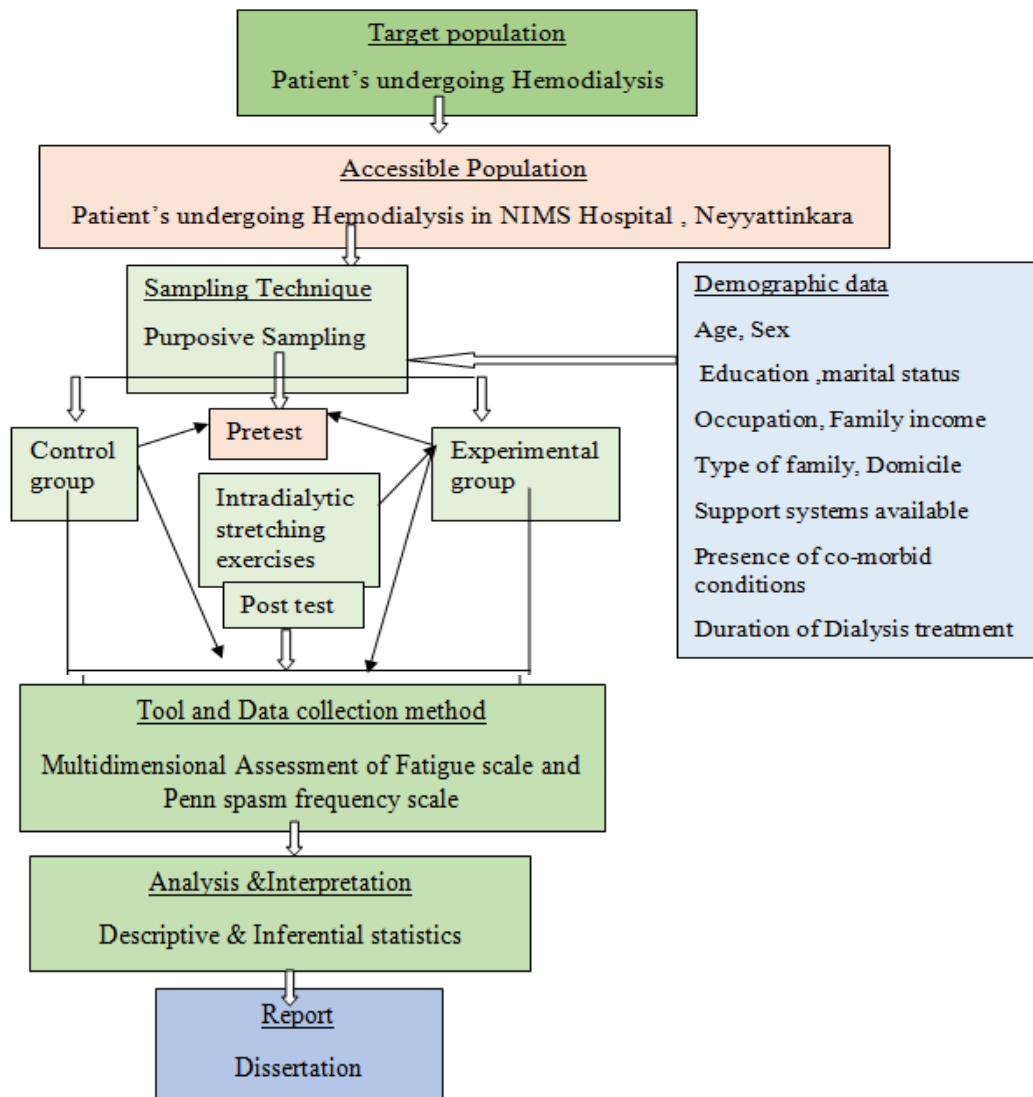 Target population
Patient’s undergoing Hemodialysis
Accessible Population
Patient’s undergoing Hemodialysis in NIMS Hospital , Neyyattinkara
Sampling Technique
Purposive Sampling
Demographic data
Age, Sex
Education ,marital status
Occupation, Family income
Type of family, Domicile
Support systems available
Presence of co-morbid
conditions
Duration of Dialysis treatment
Control
group
Pretest
Experimental
group
Intradialytic
stretching
exercises
Post test
Tool and Data collection method
Multidimensional Assessment of Fatigue scale and
Penn spasm frequency scale
Analysis &Interpretation
Descriptive & Inferential statistics
Report
Dissertation